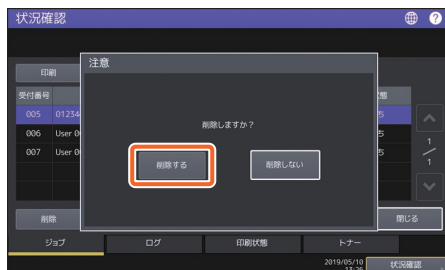 状況確認
?
注意
印刷
受付番号
005 01234
006 User 0
007 User 0
削除しますか？
削除する 削除しない
1
1
削除 閉じる
ジョブ ログ 印刷状態 トナー
2019/05/10
13:26 状況確認